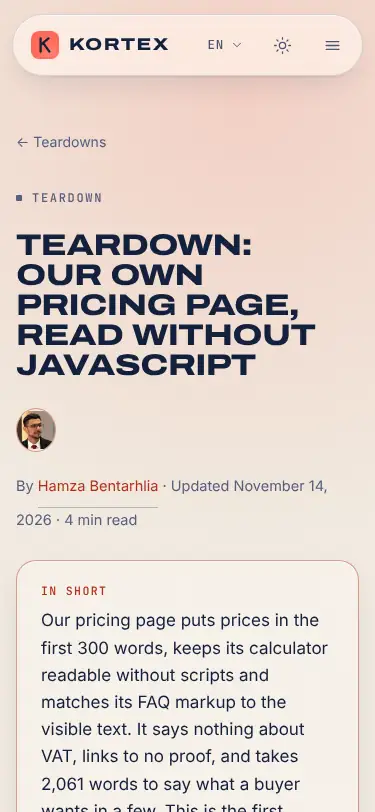 K KORTEX EN
← Teardowns
TEARDOWN
TEARDOWN:
OUR OWN
PRICING PAGE,
READ WITHOUT
JAVASCRIPT
By Hamza Bentarhlia · Updated November 14,
2026 · 4 min read
IN SHORT
Our pricing page puts prices in the
first 300 words, keeps its calculator
readable without scripts and
matches its FAQ markup to the
visible text. It says nothing about
VAT, links to no proof, and takes
2,061 words to say what a buyer
wants in a few. This is the first